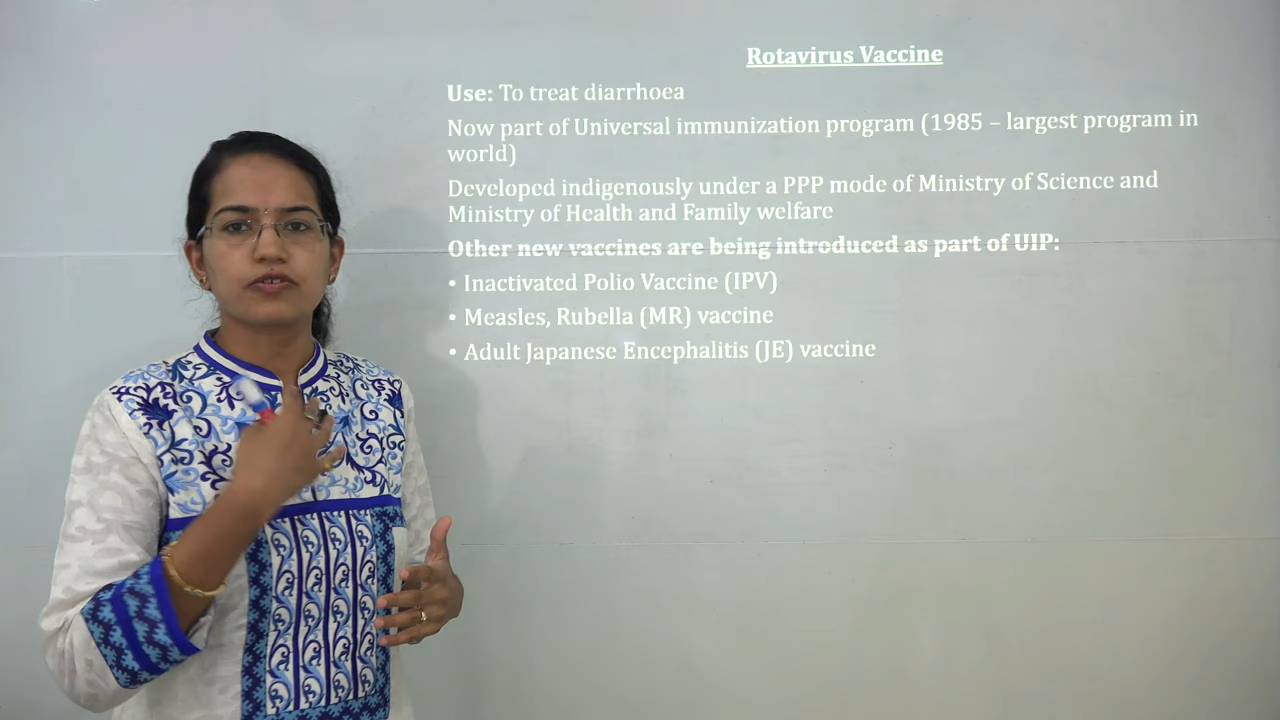 Rotavirus Vaccine
Use: To treat diarrhoea
Now part of Universal immunization program (1985 – largest program in
world)
Developed indigenously under a PPP mode of Ministry of Science and
Ministry of Health and Family welfare
Other new vaccines are being introduced as part of UIP:
• Inactivated Polio Vaccine (IPV)
• Measles, Rubella (MR) vaccine
• Adult Japanese Encephalitis (JE) vaccine